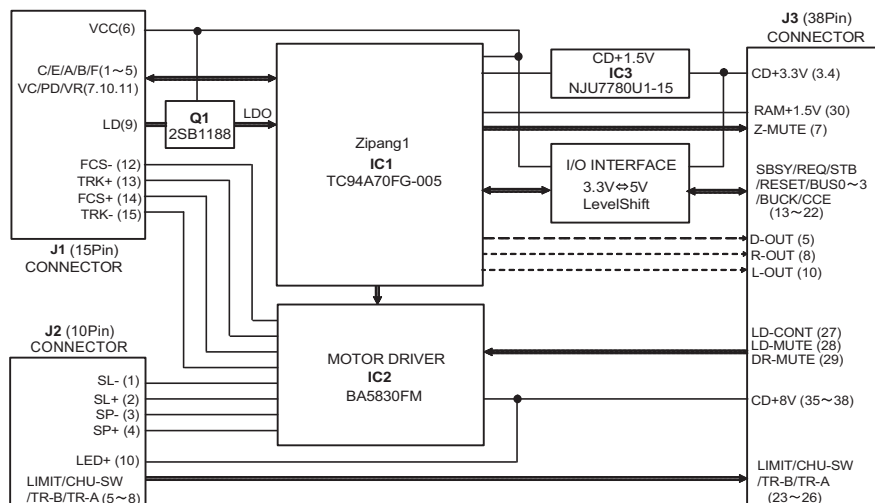 VCC(6)
C/E/A/B/F(1～5)
VC/PD/VR(7.10.11)
LD(9)
FCS- (12)
TRK+ (13)
FCS+ (14)
TRK- (15)
J1 (15Pin)
CONNECTOR
Q1
2SB1188
LDO
Zipang1
IC1
TC94A70FG-005
CD+1.5V
IC3
NJU7780U1-15
I/O INTERFACE
3.3V⇔5V
LevelShift
J3 (38Pin)
CONNECTOR
CD+3.3V (3.4)
RAM+1.5V (30)
Z-MUTE (7)
SBSY/REQ/STB
/RESET/BUS0～3
/BUCK/CCE
(13～22)
D-OUT (5)
R-OUT (8)
L-OUT (10)
J2 (10Pin)
CONNECTOR
SL- (1)
SL+ (2)
SP- (3)
SP+ (4)
LED+ (10)
LIMIT/CHU-SW
/TR-B/TR-A (5～8)
MOTOR DRIVER
IC2
BA5830FM
LD-CONT (27)
LD-MUTE (28)
DR-MUTE (29)
CD+8V (35～38)
LIMIT/CHU-SW
/TR-B/TR-A
(23～26)